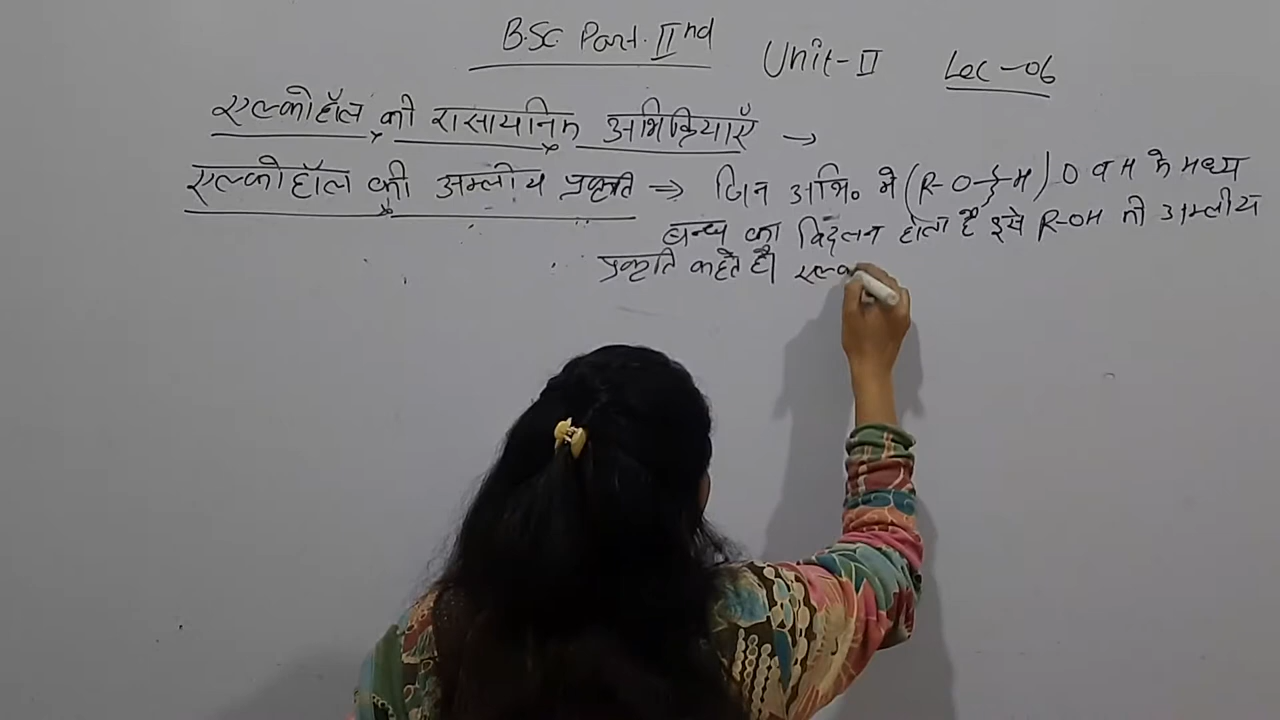 B.Sc. Part. IInd Unit-II Lec-06
एल्कोहॉल की रासायनिक अभिक्रियाएँ →
एल्कोहॉल की अम्लीय प्रकृति ⇒ जिन अभि० मे (R-O-}-H) O व H के मध्य
बन्ध का विदलन होता है इसे R-OH की अम्लीय
प्रकृति कहते है। एल्क